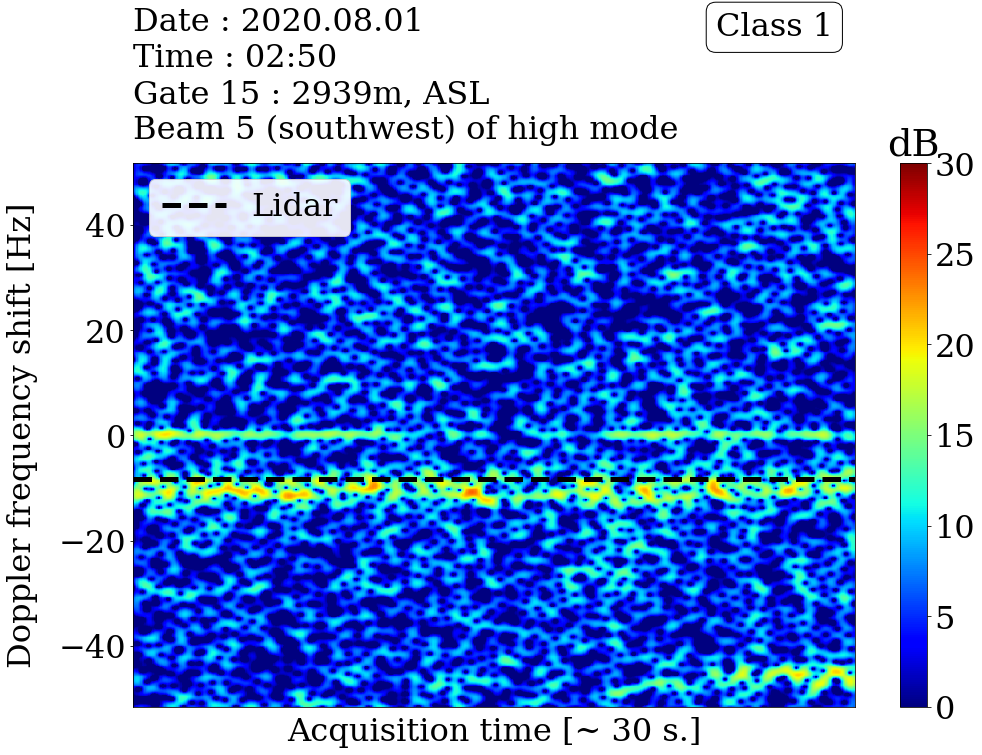 Date : 2020.08.01
Time : 02:50
Gate 15 : 2939m, ASL
Beam 5 (southwest) of high mode
Class 1
dB
Lidar
Doppler frequency shift [Hz]
40
20
0
−20
−40
Acquisition time [~ 30 s.]
30
25
20
15
10
5
0